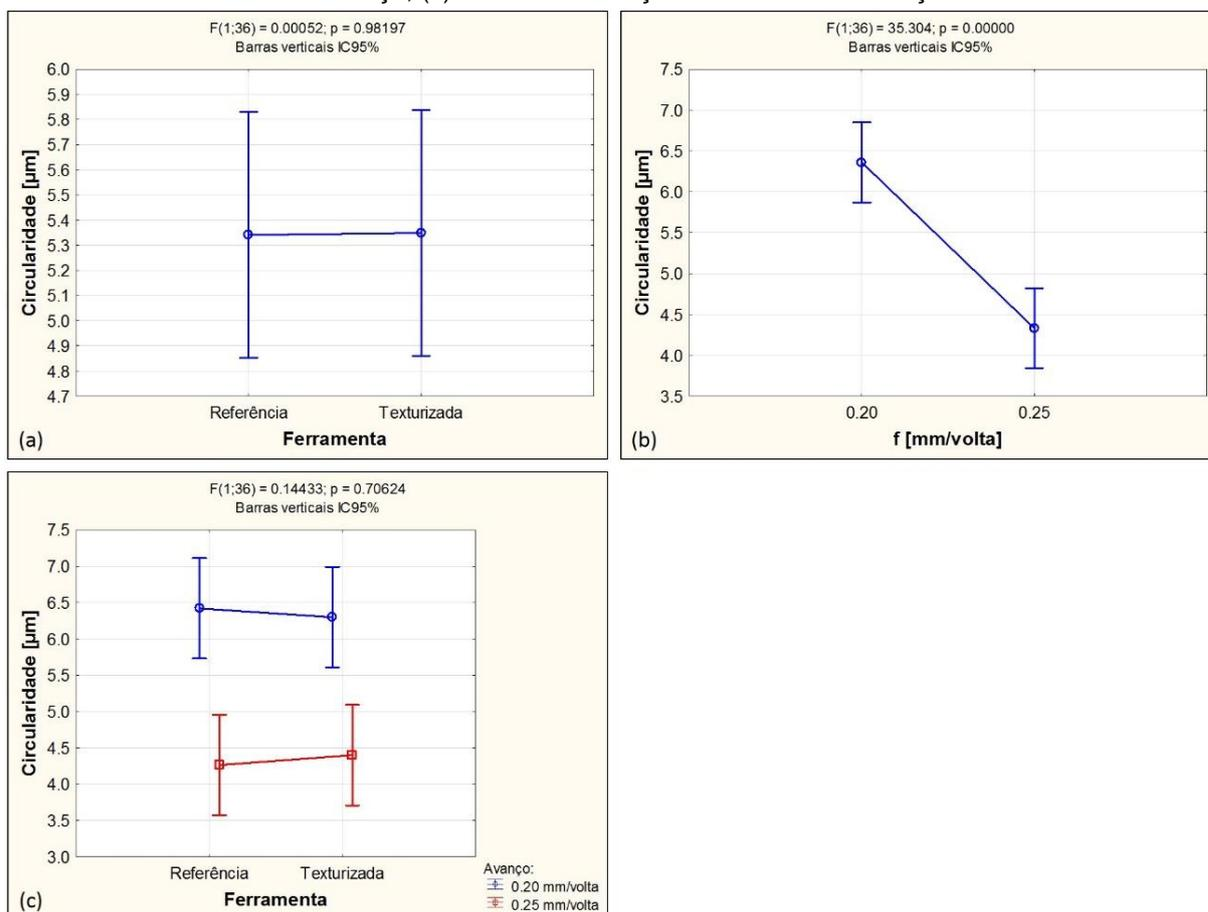 F(1;36) = 0.00052; p = 0.98197
Barras verticais IC95%
6.0
5.9
5.8
5.7
5.6
5.5
5.4
5.3
5.2
5.1
5.0
4.9
4.8
4.7
Circularidade [µm]
Referência Texturizada
(a) Ferramenta
F(1;36) = 35.304; p = 0.00000
Barras verticais IC95%
7.5
7.0
6.5
6.0
5.5
5.0
4.5
4.0
3.5
Circularidade [µm]
0.20 0.25
(b) f [mm/volta]
F(1;36) = 0.14433; p = 0.70624
Barras verticais IC95%
7.5
7.0
6.5
6.0
5.5
5.0
4.5
4.0
3.5
3.0
Circularidade [µm]
Referência Texturizada
(c) Ferramenta
Avanço:
0.20 mm/volta
0.25 mm/volta